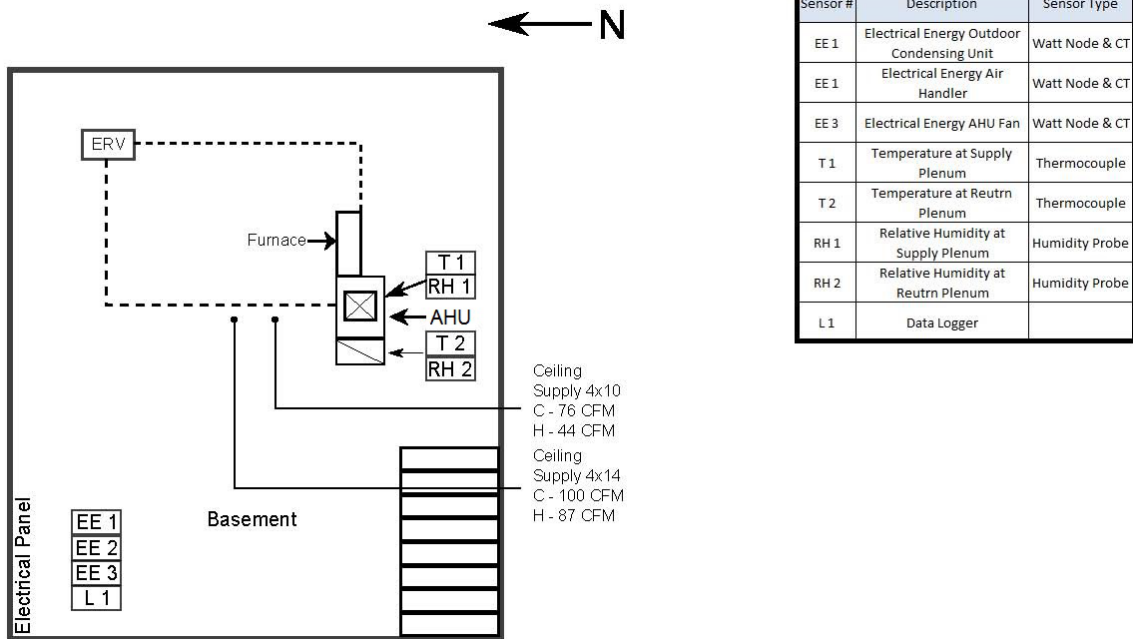 N
ERV
Furnace
T 1
RH 1
AHU
T 2
RH 2
Ceiling
Supply 4x10
C - 76 CFM
H - 44 CFM
Ceiling
Supply 4x14
C - 100 CFM
H - 87 CFM
Basement
Electrical Panel
EE 1
EE 2
EE 3
L 1
Sensor # Description Sensor Type
EE 1 Electrical Energy Outdoor Condensing Unit Watt Node & CT
EE 1 Electrical Energy Air Handler Watt Node & CT
EE 3 Electrical Energy AHU Fan Watt Node & CT
T 1 Temperature at Supply Plenum Thermocouple
T 2 Temperature at Reutrn Plenum Thermocouple
RH 1 Relative Humidity at Supply Plenum Humidity Probe
RH 2 Relative Humidity at Reutrn Plenum Humidity Probe
L 1 Data Logger